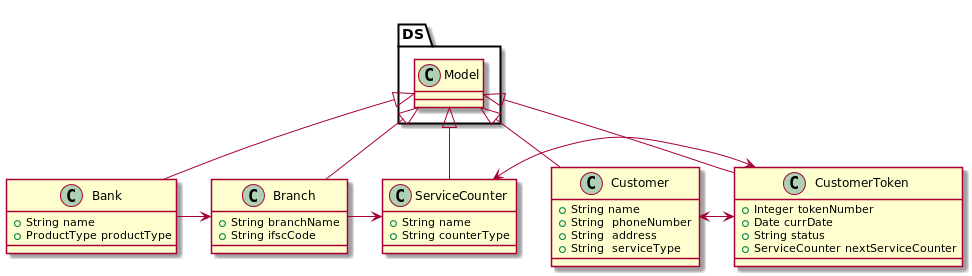 DS
C Model
C Bank
String name
ProductType productType
C Branch
String branchName
String ifscCode
C ServiceCounter
String name
String counterType
C Customer
String name
String phoneNumber
String address
String serviceType
C CustomerToken
Integer tokenNumber
Date currDate
String status
ServiceCounter nextServiceCounter